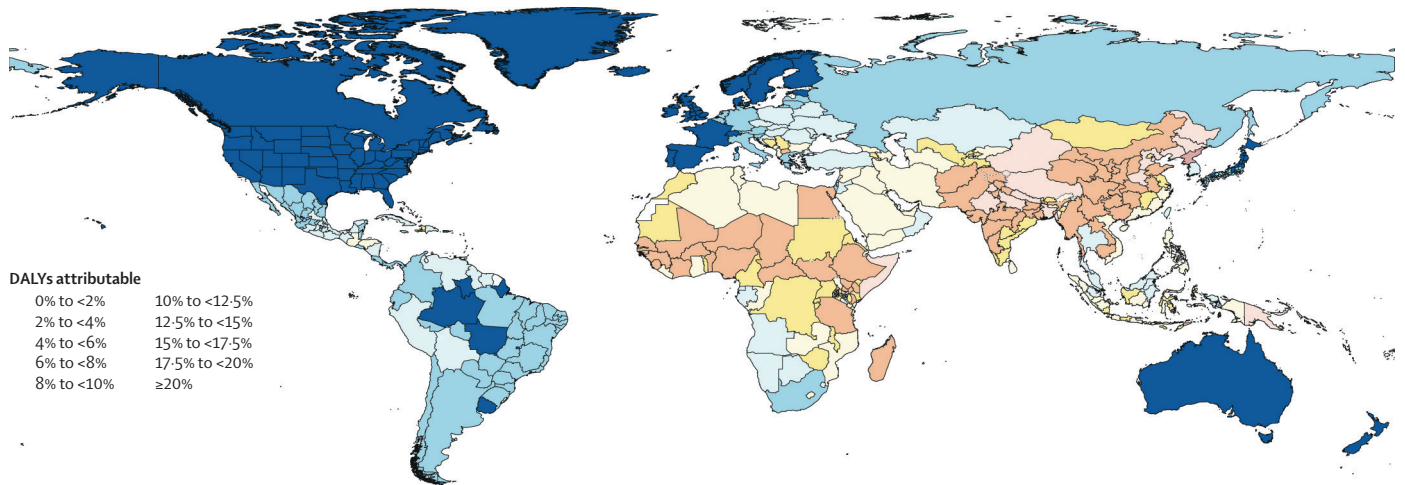 DALYs attributable
0% to <2% 10% to <12·5%
2% to <4% 12·5% to <15%
4% to <6% 15% to <17·5%
6% to <8% 17·5% to <20%
8% to <10% ≥20%